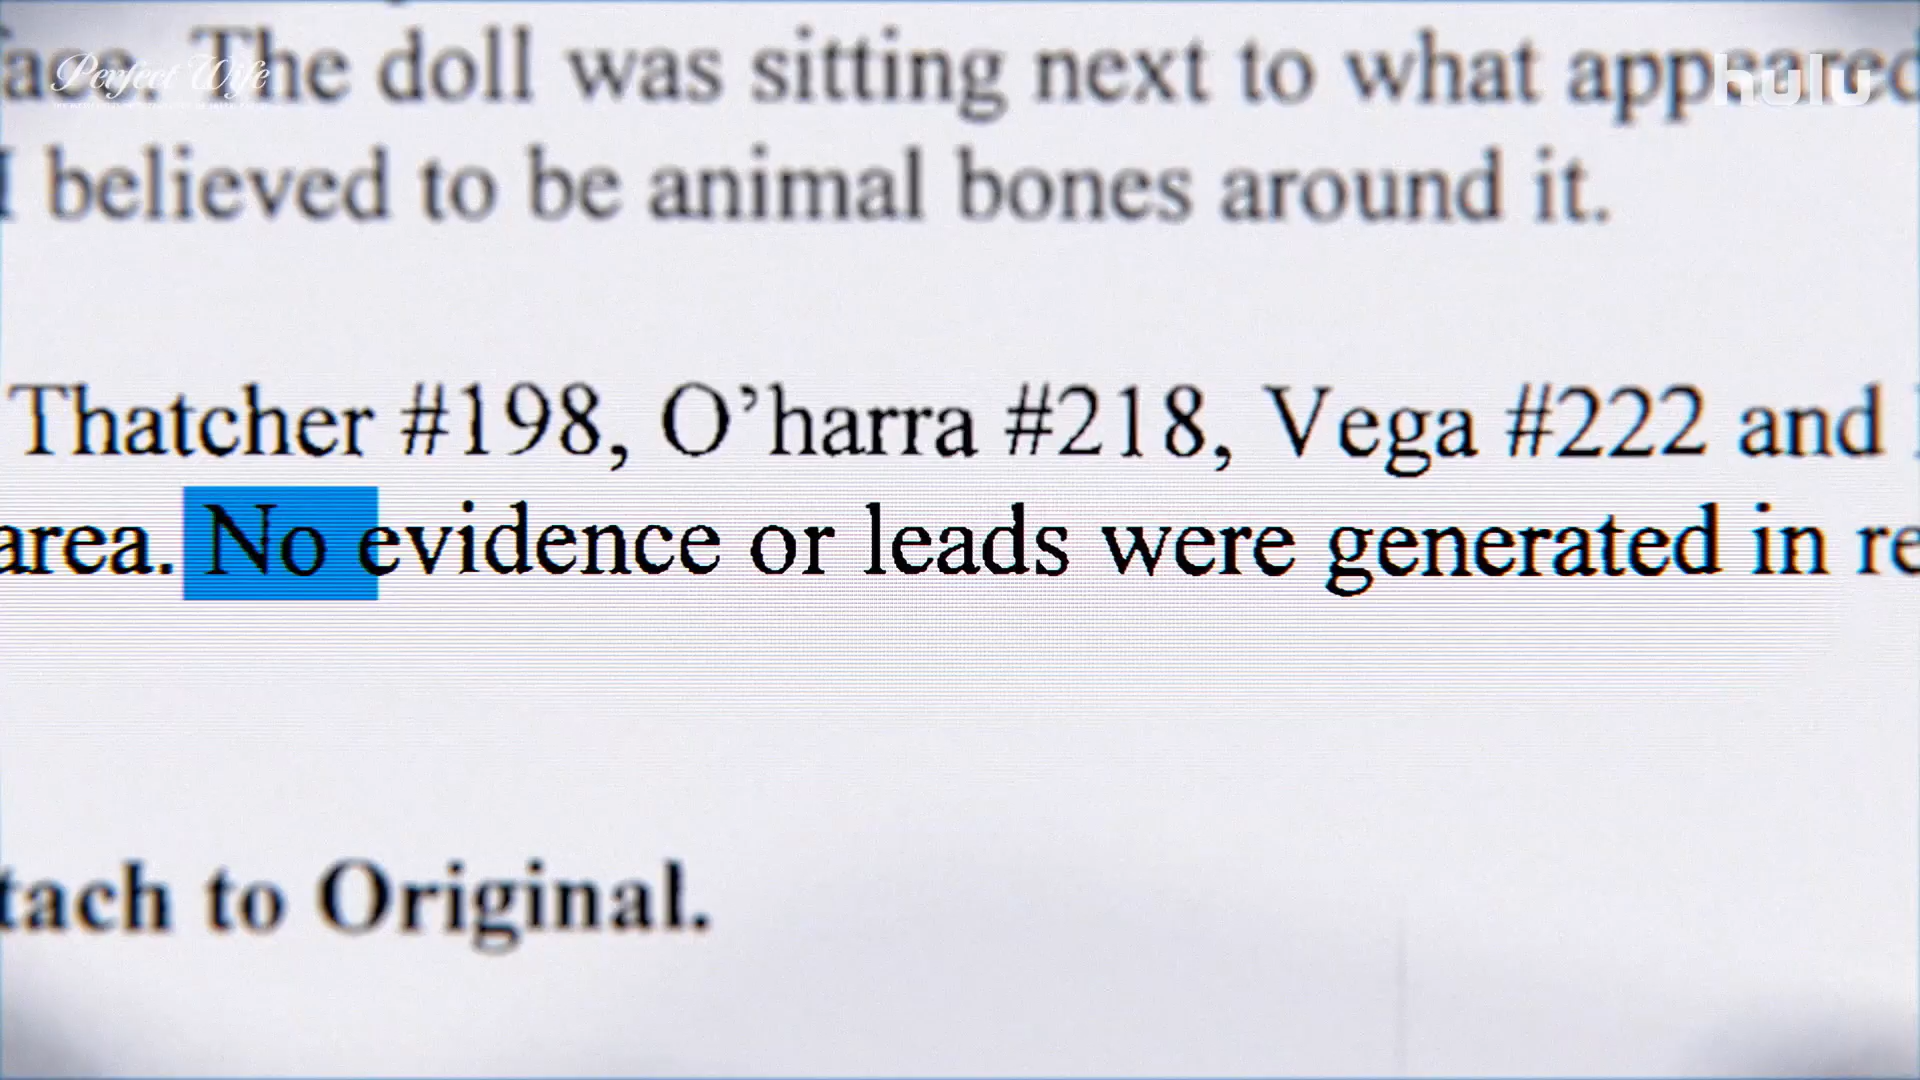 Perfect Wife
hulu
The doll was sitting next to what appeared
I believed to be animal bones around it.
Thatcher #198, O’harra #218, Vega #222 and
area. No evidence or leads were generated in re
tach to Original.